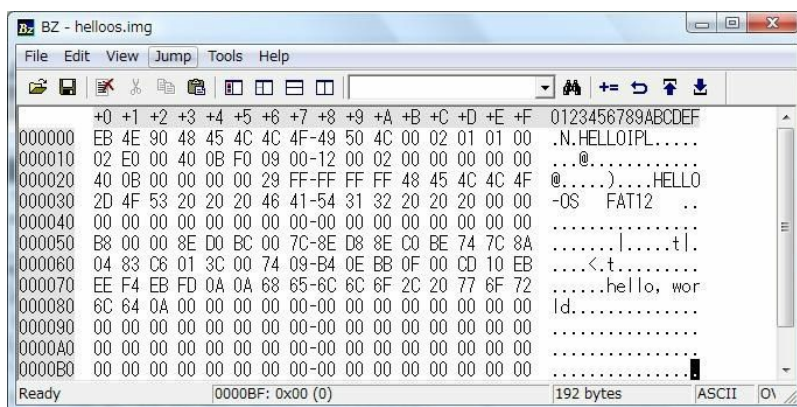 BZ - helloos.img
File Edit View Jump Tools Help
+0 +1 +2 +3 +4 +5 +6 +7 +8 +9 +A +B +C +D +E +F 0123456789ABCDEF
000000 EB 4E 90 48 45 4C 4C 4F-49 50 4C 00 02 01 01 00 .N.HELLOIPL.....
000010 02 E0 00 40 0B F0 09 00-12 00 02 00 00 00 00 00 ...@............
000020 40 0B 00 00 00 00 29 FF-FF FF FF 48 45 4C 4C 4F @.....)....HELLO
000030 2D 4F 53 20 20 20 46 41-54 31 32 20 20 20 00 00 -OS   FAT12   ..
000040 00 00 00 00 00 00 00 00-00 00 00 00 00 00 00 00 ................
000050 B8 00 00 8E D0 BC 00 7C-8E D8 8E C0 BE 74 7C 8A .......|.....t|.
000060 04 83 C6 01 3C 00 74 09-B4 0E BB 0F 00 CD 10 EB ....<.t.........
000070 EE F4 EB FD 0A 0A 68 65-6C 6C 6F 2C 20 77 6F 72 ......hello, wor
000080 6C 64 0A 00 00 00 00 00-00 00 00 00 00 00 00 00 ld..............
000090 00 00 00 00 00 00 00 00-00 00 00 00 00 00 00 00 ................
0000A0 00 00 00 00 00 00 00 00-00 00 00 00 00 00 00 00 ................
0000B0 00 00 00 00 00 00 00 00-00 00 00 00 00 00 00 00 ................
Ready 0000BF: 0x00 (0) 192 bytes ASCII